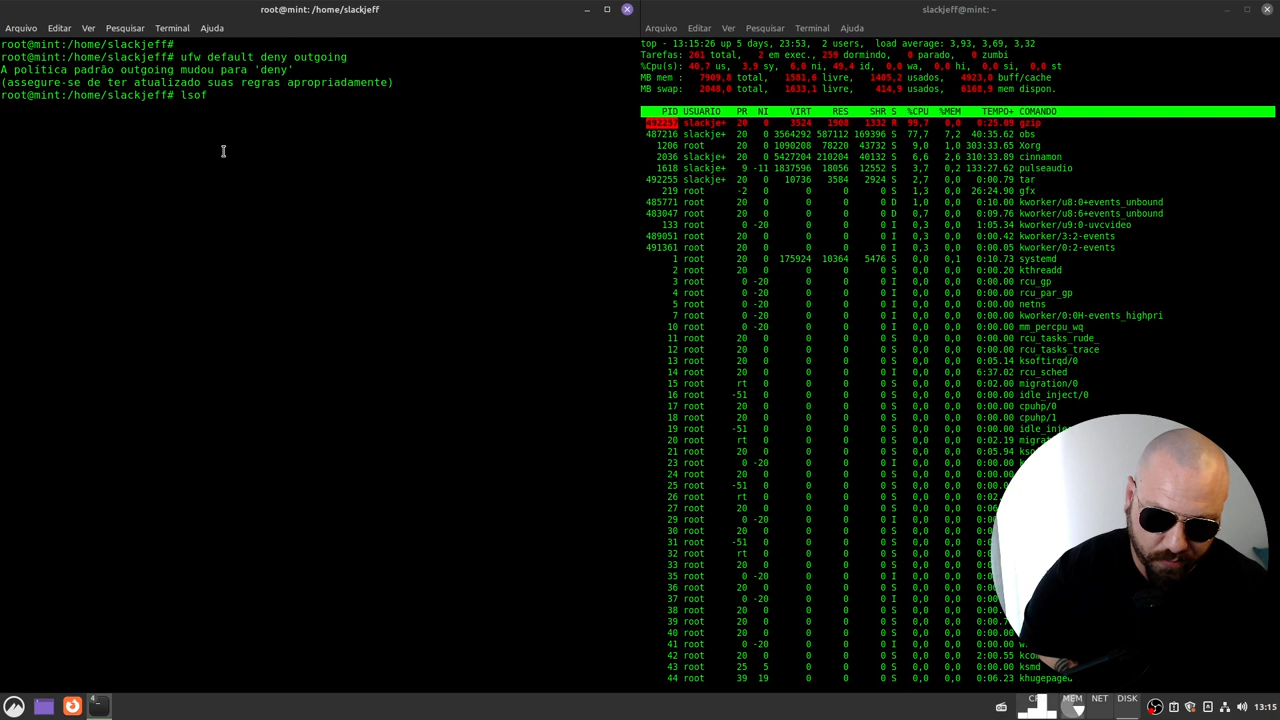 root@mint: /home/slackjeff
Arquivo Editar Ver Pesquisar Terminal Ajuda
root@mint:/home/slackjeff#
root@mint:/home/slackjeff# ufw default deny outgoing
A política padrão outgoing mudou para 'deny'
(assegure-se de ter atualizado suas regras apropriadamente)
root@mint:/home/slackjeff# lsof
slackjeff@mint: ~
Arquivo Editar Ver Pesquisar Terminal Ajuda
top - 13:15:26 up 5 days, 23:53, 2 users, load average: 3,93, 3,69, 3,32
Tarefas: 261 total, 2 em exec., 259 dormindo, 0 parado, 0 zumbi
%Cpu(s): 40,7 us, 3,9 sy, 6,0 ni, 49,4 id, 0,0 wa, 0,0 hi, 0,0 si, 0,0 st
MB mem : 7909,8 total, 1581,6 livre, 1405,2 usados, 4923,0 buff/cache
MB swap: 2048,0 total, 1633,1 livre, 414,9 usados, 6168,9 mem dispon.
PID USUARIO PR NI VIRT RES SHR S %CPU %MEM TEMPO+ COMANDO
492257 slackje+ 20 0 3524 1908 1332 R 99,7 0,0 0:25.09 gzip
487216 slackje+ 20 0 3564292 587112 169396 S 77,7 7,2 40:35.62 obs
1206 root 20 0 1090208 78220 43732 S 9,0 1,0 303:33.65 Xorg
2036 slackje+ 20 0 5427204 210204 40132 S 6,6 2,6 310:33.89 cinnamon
1618 slackje+ 9 -11 1837596 18056 12552 S 3,7 0,2 133:27.62 pulseaudio
492255 slackje+ 20 0 10736 3584 2924 S 2,7 0,0 0:00.79 tar
219 root -2 0 0 0 0 S 1,3 0,0 26:24.90 gfx
485771 root 20 0 0 0 0 D 1,0 0,0 0:10.00 kworker/u8:0+events_unbound
483047 root 20 0 0 0 0 D 0,7 0,0 0:09.76 kworker/u8:6+events_unbound
133 root 0 -20 0 0 0 I 0,3 0,0 1:05.34 kworker/u9:0-uvcvideo
489051 root 20 0 0 0 0 I 0,3 0,0 0:00.42 kworker/3:2-events
491361 root 20 0 0 0 0 I 0,3 0,0 0:00.05 kworker/0:2-events
1 root 20 0 175924 10364 5476 S 0,0 0,1 0:10.73 systemd
2 root 20 0 0 0 0 S 0,0 0,0 0:00.20 kthreadd
3 root 0 -20 0 0 0 I 0,0 0,0 0:00.00 rcu_gp
4 root 0 -20 0 0 0 I 0,0 0,0 0:00.00 rcu_par_gp
5 root 0 -20 0 0 0 I 0,0 0,0 0:00.00 netns
7 root 0 -20 0 0 0 I 0,0 0,0 0:00.00 kworker/0:0H-events_highpri
10 root 0 -20 0 0 0 I 0,0 0,0 0:00.00 mm_percpu_wq
11 root 20 0 0 0 0 S 0,0 0,0 0:00.00 rcu_tasks_rude_
12 root 20 0 0 0 0 S 0,0 0,0 0:00.00 rcu_tasks_trace
13 root 20 0 0 0 0 S 0,0 0,0 0:05.14 ksoftirqd/0
14 root 20 0 0 0 0 I 0,0 0,0 6:37.02 rcu_sched
15 root rt 0 0 0 0 S 0,0 0,0 0:02.00 migration/0
16 root -51 0 0 0 0 S 0,0 0,0 0:00.00 idle_inject/0
17 root 20 0 0 0 0 S 0,0 0,0 0:00.00 cpuhp/0
18 root 20 0 0 0 0 S 0,0 0,0 0:00.00 cpuhp/1
19 root -51 0 0 0 0 S 0,0 0,0 0:00.00
20 root rt 0 0 0 0 S 0,0 0,0 0:02.19
21 root 20 0 0 0 0 S 0,0 0,0 0:05.94
23 root 0 -20 0 0 0 I 0,0 0,0
24 root 20 0 0 0 0 S 0,0 0,0
25 root -51 0 0 0 0 S 0,0 0,0
26 root rt 0 0 0 0 S 0,0 0,0
27 root 20 0 0 0 0 S 0,0 0,0
29 root 0 -20 0 0 0 I 0,0 0,0
30 root 20 0 0 0 0 S 0,0 0,0
31 root -51 0 0 0 0 S 0,0 0,0
32 root rt 0 0 0 0 S 0,0 0,0
33 root 20 0 0 0 0 S 0,0 0,0
35 root 0 -20 0 0 0 I 0,0 0,0
36 root 20 0 0 0 0 S 0,0 0,0
37 root 0 -20 0 0 0 I 0,0 0,0
38 root 20 0 0 0 0 S 0,0 0,0
39 root 20 0 0 0 0 S 0,0 0,0
40 root 20 0 0 0 0 S 0,0 0,0
41 root 0 -20 0 0 0 I 0,0 0,0
42 root 20 0 0 0 0 S 0,0 0,0 2:00.55
43 root 25 5 0 0 0 S 0,0 0,0 0:00.00 ksmd
44 root 39 19 0 0 0 S 0,0 0,0 0:06.23 khugepaged
4 MEM NET DISK 13:15